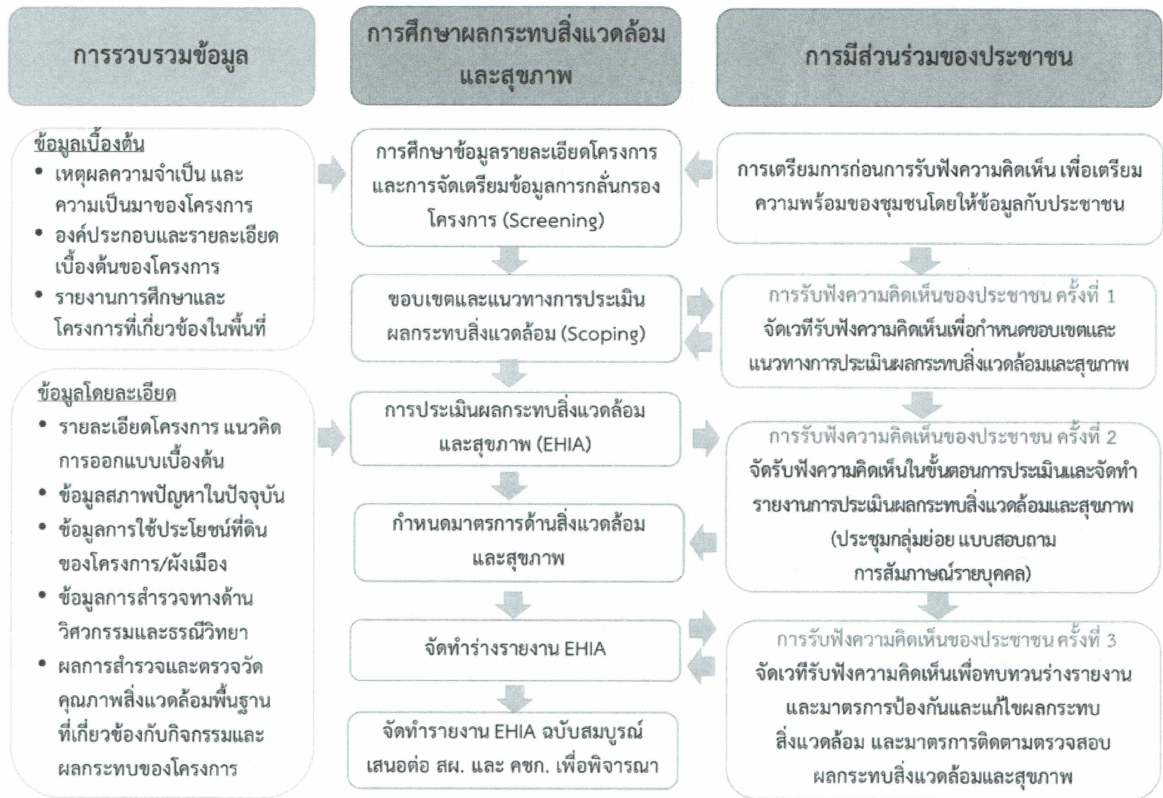 การรวบรวมข้อมูล
การศึกษาผลกระทบสิ่งแวดล้อม
และสุขภาพ
การมีส่วนร่วมของประชาชน
ข้อมูลเบื้องต้น
• เหตุผลความจำเป็น และ
ความเป็นมาของโครงการ
• องค์ประกอบและรายละเอียด
เบื้องต้นของโครงการ
• รายงานการศึกษาและ
โครงการที่เกี่ยวข้องในพื้นที่
การศึกษาข้อมูลรายละเอียดโครงการ
และการจัดเตรียมข้อมูลการกลั่นกรอง
โครงการ (Screening)
การเตรียมการก่อนการรับฟังความคิดเห็น เพื่อเตรียม
ความพร้อมของชุมชนโดยให้ข้อมูลกับประชาชน
ขอบเขตและแนวทางการประเมิน
ผลกระทบสิ่งแวดล้อม (Scoping)
การรับฟังความคิดเห็นของประชาชน ครั้งที่ 1
จัดเวทีรับฟังความคิดเห็นเพื่อกำหนดขอบเขตและ
แนวทางการประเมินผลกระทบสิ่งแวดล้อมและสุขภาพ
ข้อมูลโดยละเอียด
• รายละเอียดโครงการ แนวคิด
การออกแบบเบื้องต้น
• ข้อมูลสภาพปัญหาในปัจจุบัน
• ข้อมูลการใช้ประโยชน์ที่ดิน
ของโครงการ/ผังเมือง
• ข้อมูลการสำรวจทางด้าน
วิศวกรรมและธรณีวิทยา
• ผลการสำรวจและตรวจวัด
คุณภาพสิ่งแวดล้อมพื้นฐาน
ที่เกี่ยวข้องกับกิจกรรมและ
ผลกระทบของโครงการ
การประเมินผลกระทบสิ่งแวดล้อม
และสุขภาพ (EHIA)
การรับฟังความคิดเห็นของประชาชน ครั้งที่ 2
จัดรับฟังความคิดเห็นในขั้นตอนการประเมินและจัดทำ
รายงานการประเมินผลกระทบสิ่งแวดล้อมและสุขภาพ
(ประชุมกลุ่มย่อย แบบสอบถาม
การสัมภาษณ์รายบุคคล)
กำหนดมาตรการด้านสิ่งแวดล้อม
และสุขภาพ
จัดทำร่างรายงาน EHIA
การรับฟังความคิดเห็นของประชาชน ครั้งที่ 3
จัดเวทีรับฟังความคิดเห็นเพื่อทบทวนร่างรายงาน
และมาตรการป้องกันและแก้ไขผลกระทบ
สิ่งแวดล้อม และมาตรการติดตามตรวจสอบ
ผลกระทบสิ่งแวดล้อมและสุขภาพ
จัดทำรายงาน EHIA ฉบับสมบูรณ์
เสนอต่อ สผ. และ คชก. เพื่อพิจารณา